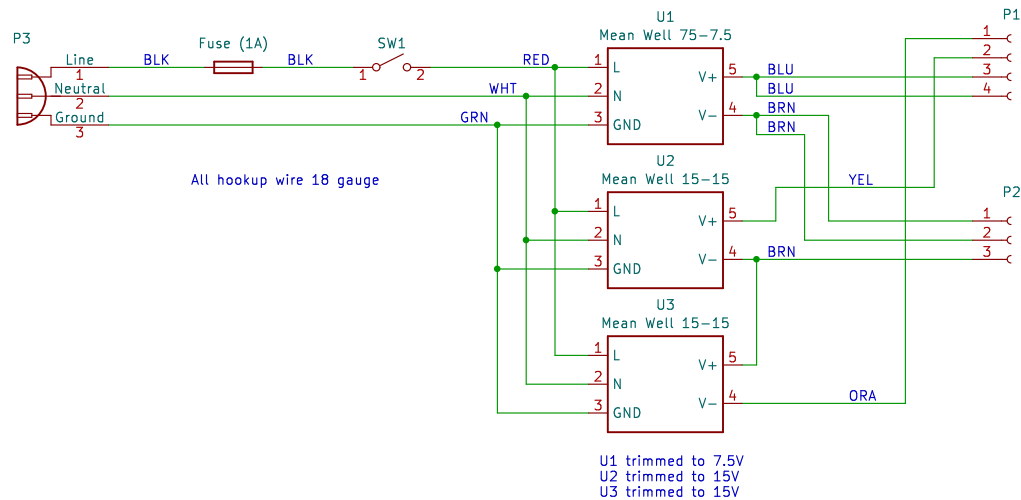 P3
Line
1
Neutral
2
Ground
3
BLK
Fuse (1A)
BLK
SW1
1
2
RED
WHT
GRN
All hookup wire 18 gauge
U1
Mean Well 75-7.5
1
L
2
N
3
GND
V+
5
V-
4
BLU
BLU
BRN
BRN
U2
Mean Well 15-15
1
L
2
N
3
GND
V+
5
V-
4
YEL
BRN
U3
Mean Well 15-15
1
L
2
N
3
GND
V+
5
V-
4
ORA
P1
1
2
3
4
P2
1
2
3
U1 trimmed to 7.5V
U2 trimmed to 15V
U3 trimmed to 15V